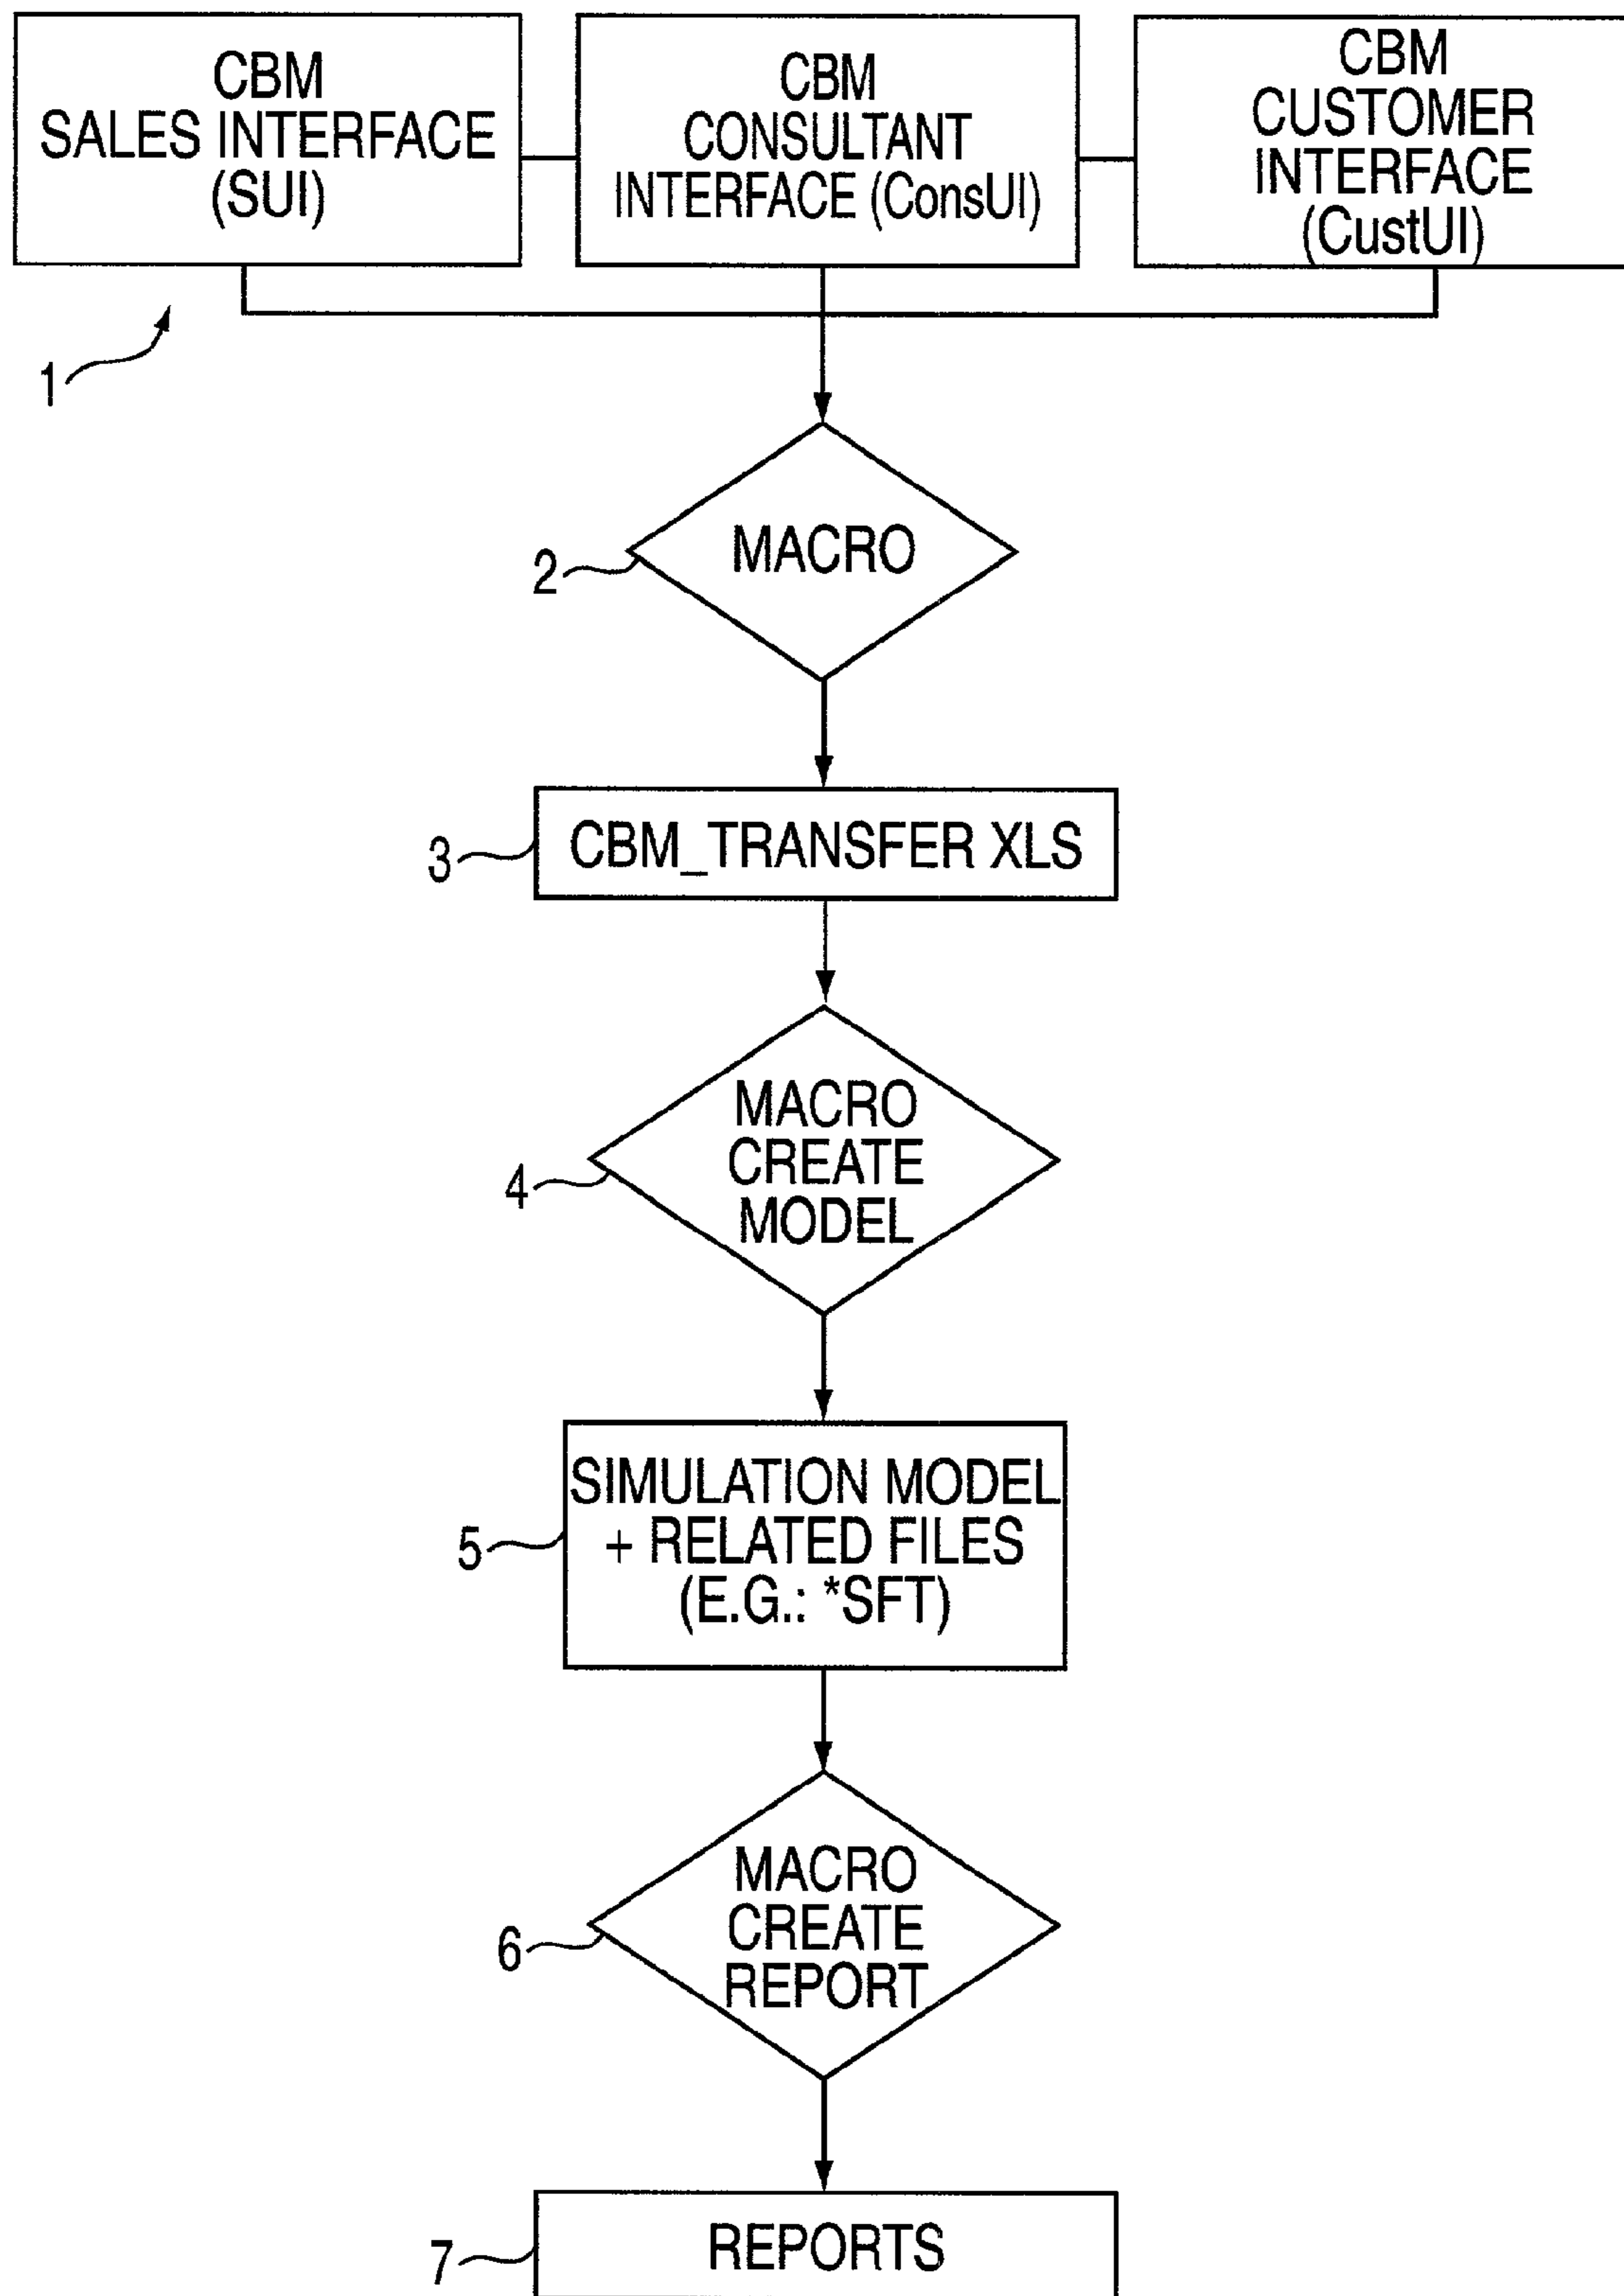 CBM
SALES INTERFACE
(SUI)
CBM
CONSULTANT
INTERFACE (ConsUI)
CBM
CUSTOMER
INTERFACE
(CustUI)
1
2
MACRO
3
CBM_TRANSFER XLS
4
MACRO
CREATE
MODEL
5
SIMULATION MODEL
+ RELATED FILES
(E.G.: *SFT)
6
MACRO
CREATE
REPORT
7
REPORTS